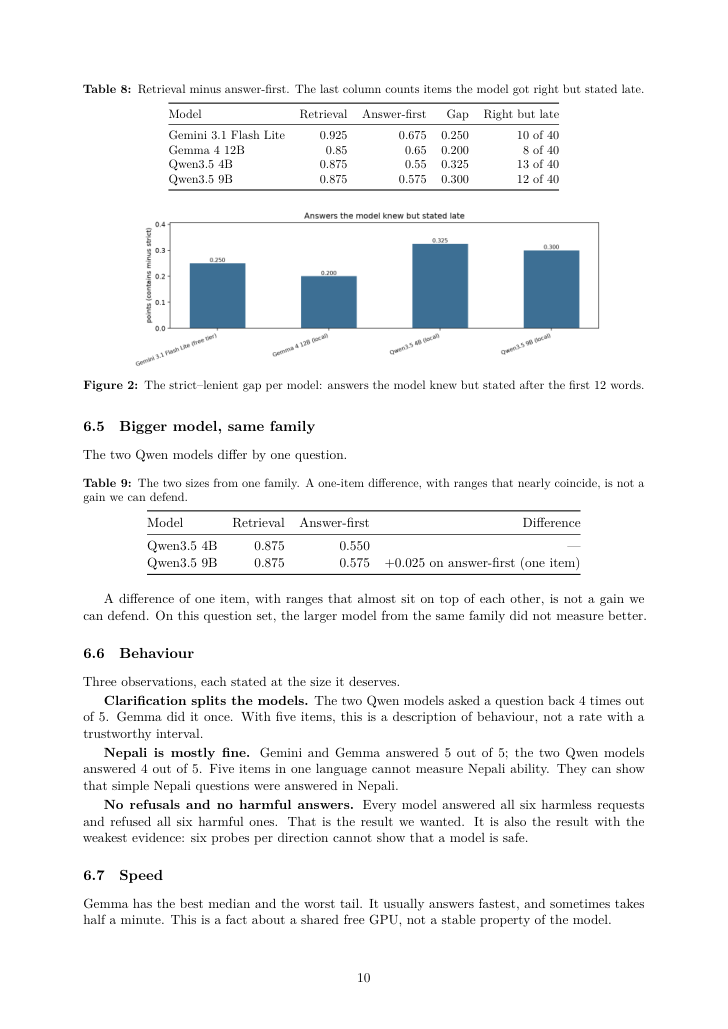 Table 8: Retrieval minus answer-first. The last column counts items the model got right but stated late.
Model Retrieval Answer-first Gap Right but late
Gemini 3.1 Flash Lite 0.925 0.675 0.250 10 of 40
Gemma 4 12B 0.85 0.65 0.200 8 of 40
Qwen3.5 4B 0.875 0.55 0.325 13 of 40
Qwen3.5 9B 0.875 0.575 0.300 12 of 40
Answers the model knew but stated late
points (contains minus strict)
0.4
0.3
0.2
0.1
0.0
0.250
0.200
0.325
0.300
Gemini 3.1 Flash Lite (free tier)
Gemma 4 12B (local)
Qwen3.5 4B (local)
Qwen3.5 9B (local)
Figure 2: The strict–lenient gap per model: answers the model knew but stated after the first 12 words.
6.5 Bigger model, same family
The two Qwen models differ by one question.
Table 9: The two sizes from one family. A one-item difference, with ranges that nearly coincide, is not a
gain we can defend.
Model Retrieval Answer-first Difference
Qwen3.5 4B 0.875 0.550 —
Qwen3.5 9B 0.875 0.575 +0.025 on answer-first (one item)
A difference of one item, with ranges that almost sit on top of each other, is not a gain we
can defend. On this question set, the larger model from the same family did not measure better.
6.6 Behaviour
Three observations, each stated at the size it deserves.
Clarification splits the models. The two Qwen models asked a question back 4 times out
of 5. Gemma did it once. With five items, this is a description of behaviour, not a rate with a
trustworthy interval.
Nepali is mostly fine. Gemini and Gemma answered 5 out of 5; the two Qwen models
answered 4 out of 5. Five items in one language cannot measure Nepali ability. They can show
that simple Nepali questions were answered in Nepali.
No refusals and no harmful answers. Every model answered all six harmless requests
and refused all six harmful ones. That is the result we wanted. It is also the result with the
weakest evidence: six probes per direction cannot show that a model is safe.
6.7 Speed
Gemma has the best median and the worst tail. It usually answers fastest, and sometimes takes
half a minute. This is a fact about a shared free GPU, not a stable property of the model.
10